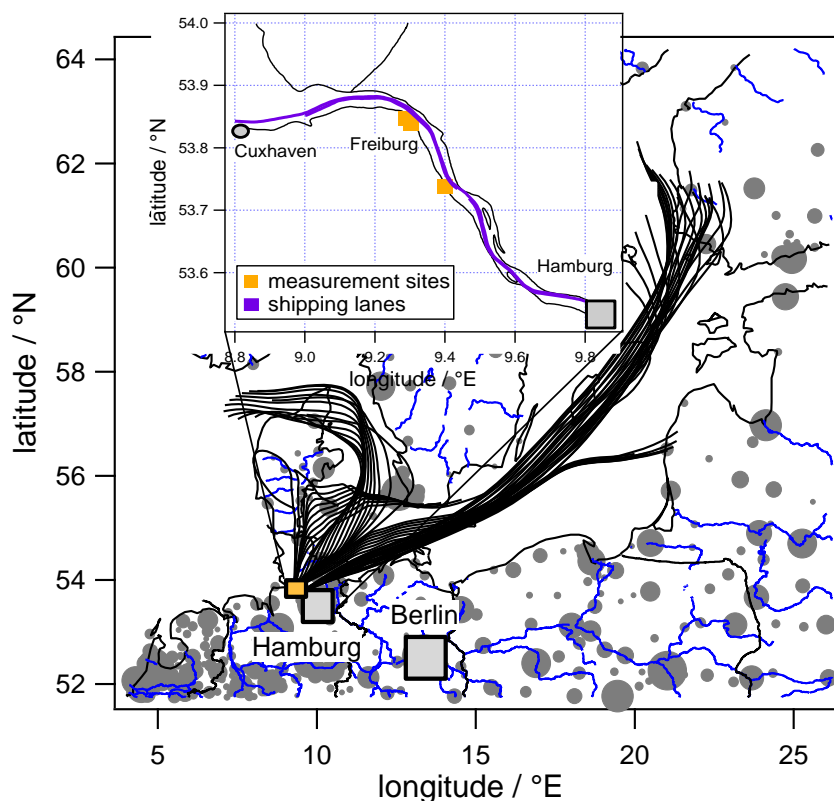 54.0
53.9
53.8
53.7
53.6
latitude / °N
Cuxhaven
Freiburg
Hamburg
measurement sites
shipping lanes
8.8 9.0 9.2 9.4 9.6 9.8
longitude / °E
64
62
60
58
56
54
52
latitude / °N
Berlin
Hamburg
5 10 15 20 25
longitude / °E